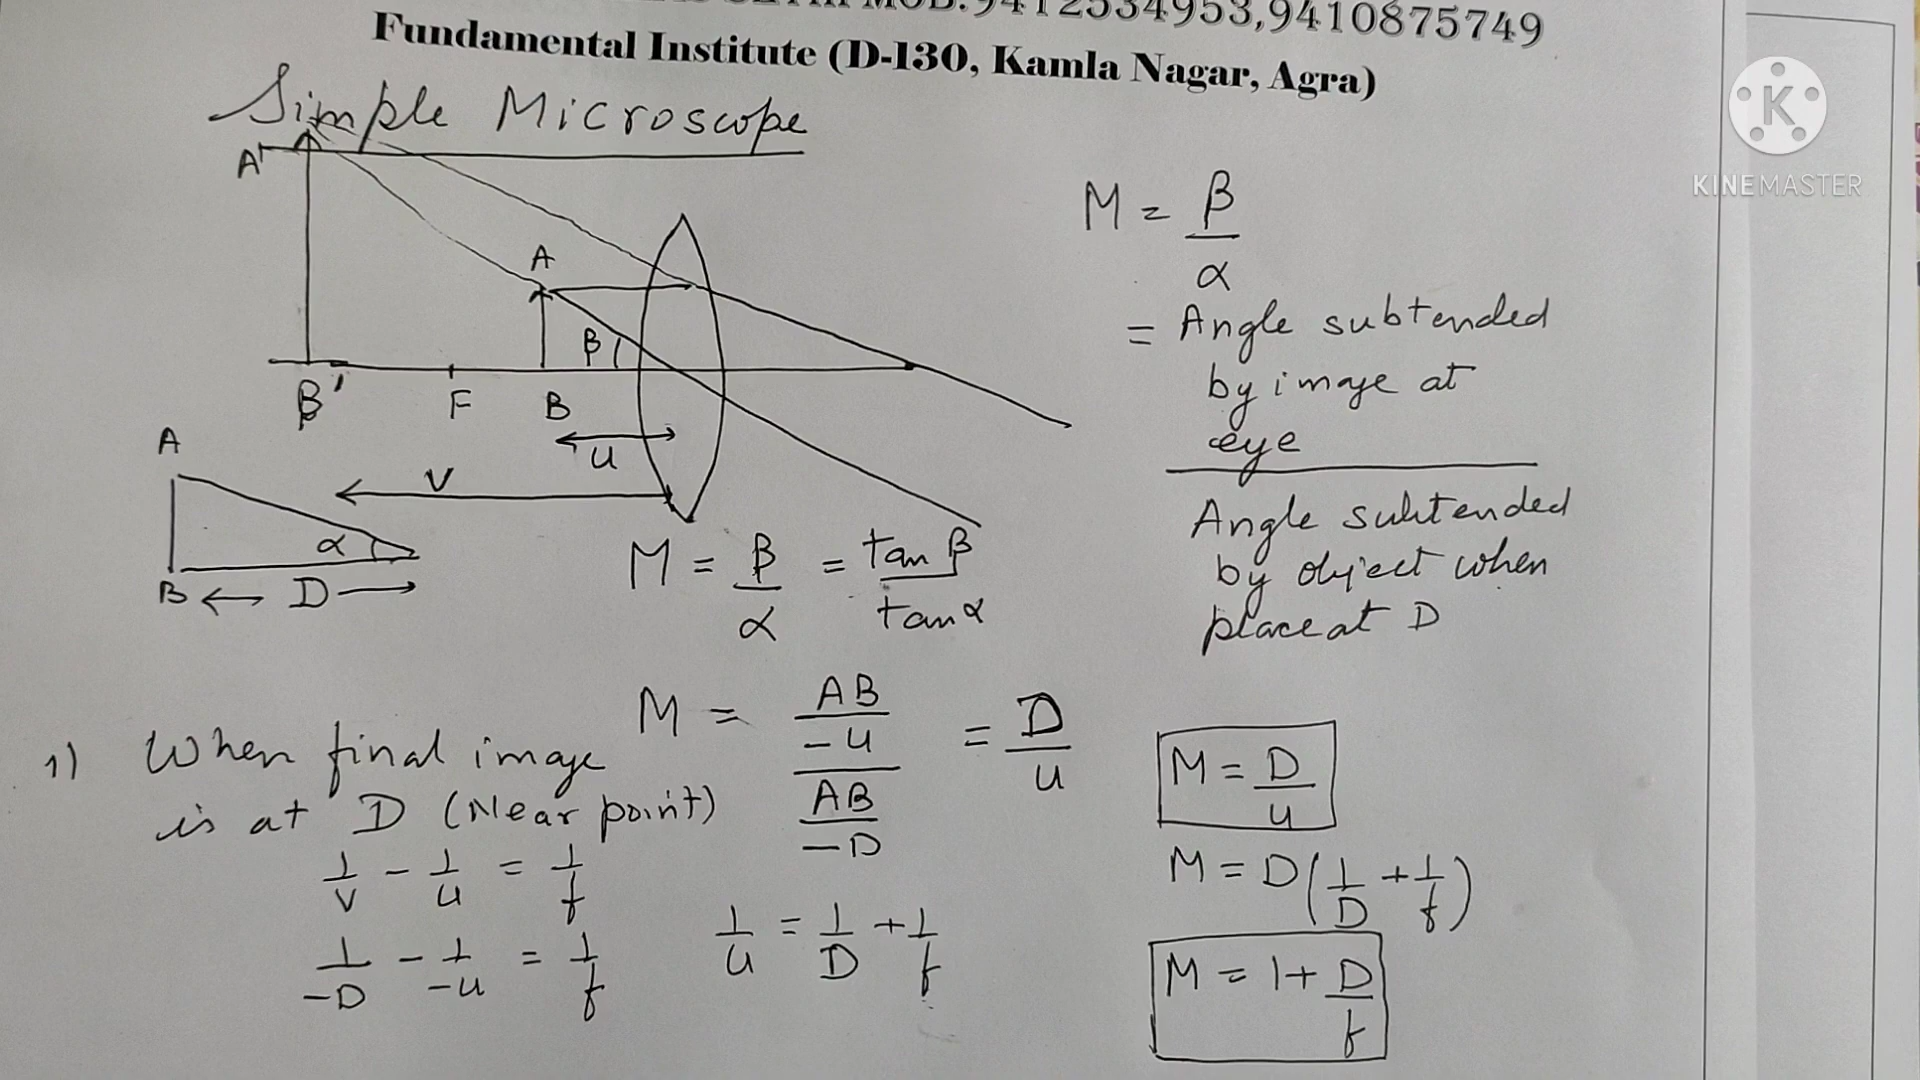 MOB:9412534953,9410875749
Fundamental Institute (D-130, Kamla Nagar, Agra)
K
KINEMASTER
Simple Microscope
A'
A
β
B' F B
u
v
A
α
B D
M = β/α
= Angle subtended
by image at
eye
Angle subtended
by object when
place at D
M = β/α = tan β/tan α
M = (AB/-u)/(AB/-D) = D/u
M = D/u
1) When final image
is at D (Near point)
1/v - 1/u = 1/f
1/-D - 1/-u = 1/f
1/u = 1/D + 1/f
M = D(1/D + 1/f)
M = 1 + D/f